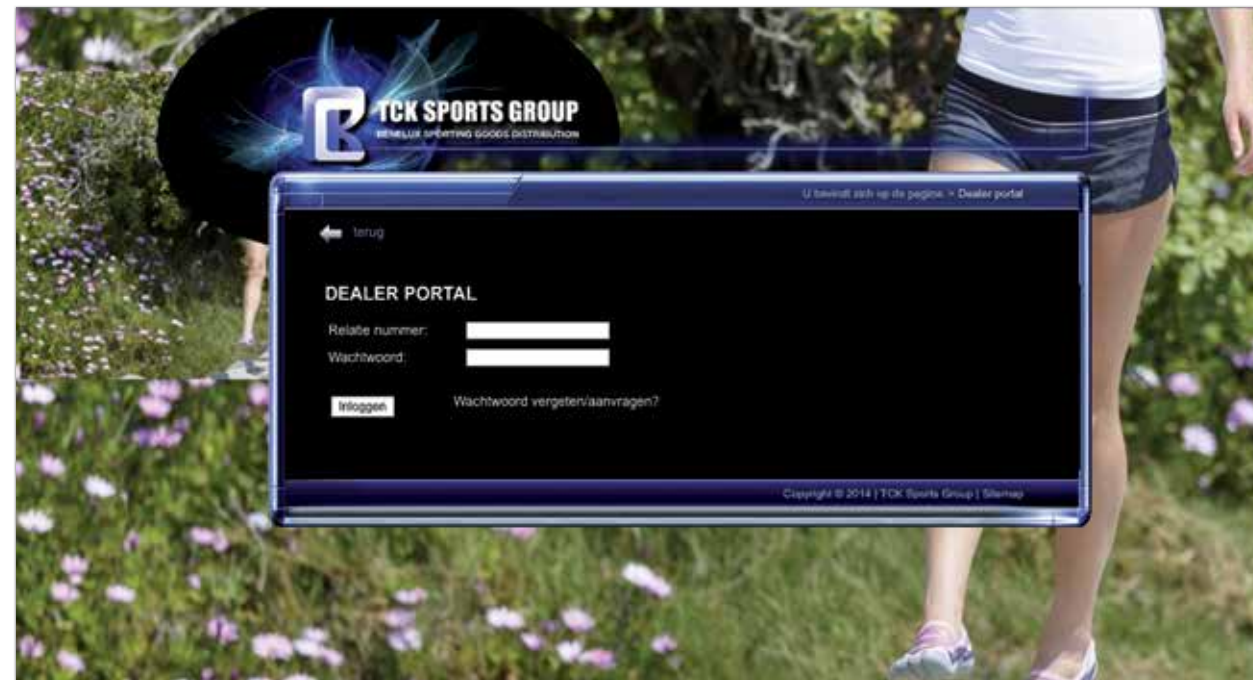 TCK SPORTS GROUP
BENELUX SPORTING GOODS DISTRIBUTION
U bevindt zich op de pagina: > Dealer portal
terug
DEALER PORTAL
Relatie nummer:
Wachtwoord:
Inloggen
Wachtwoord vergeten/aanvragen?
Copyright © 2014 | TCK Sports Group | Sitemap